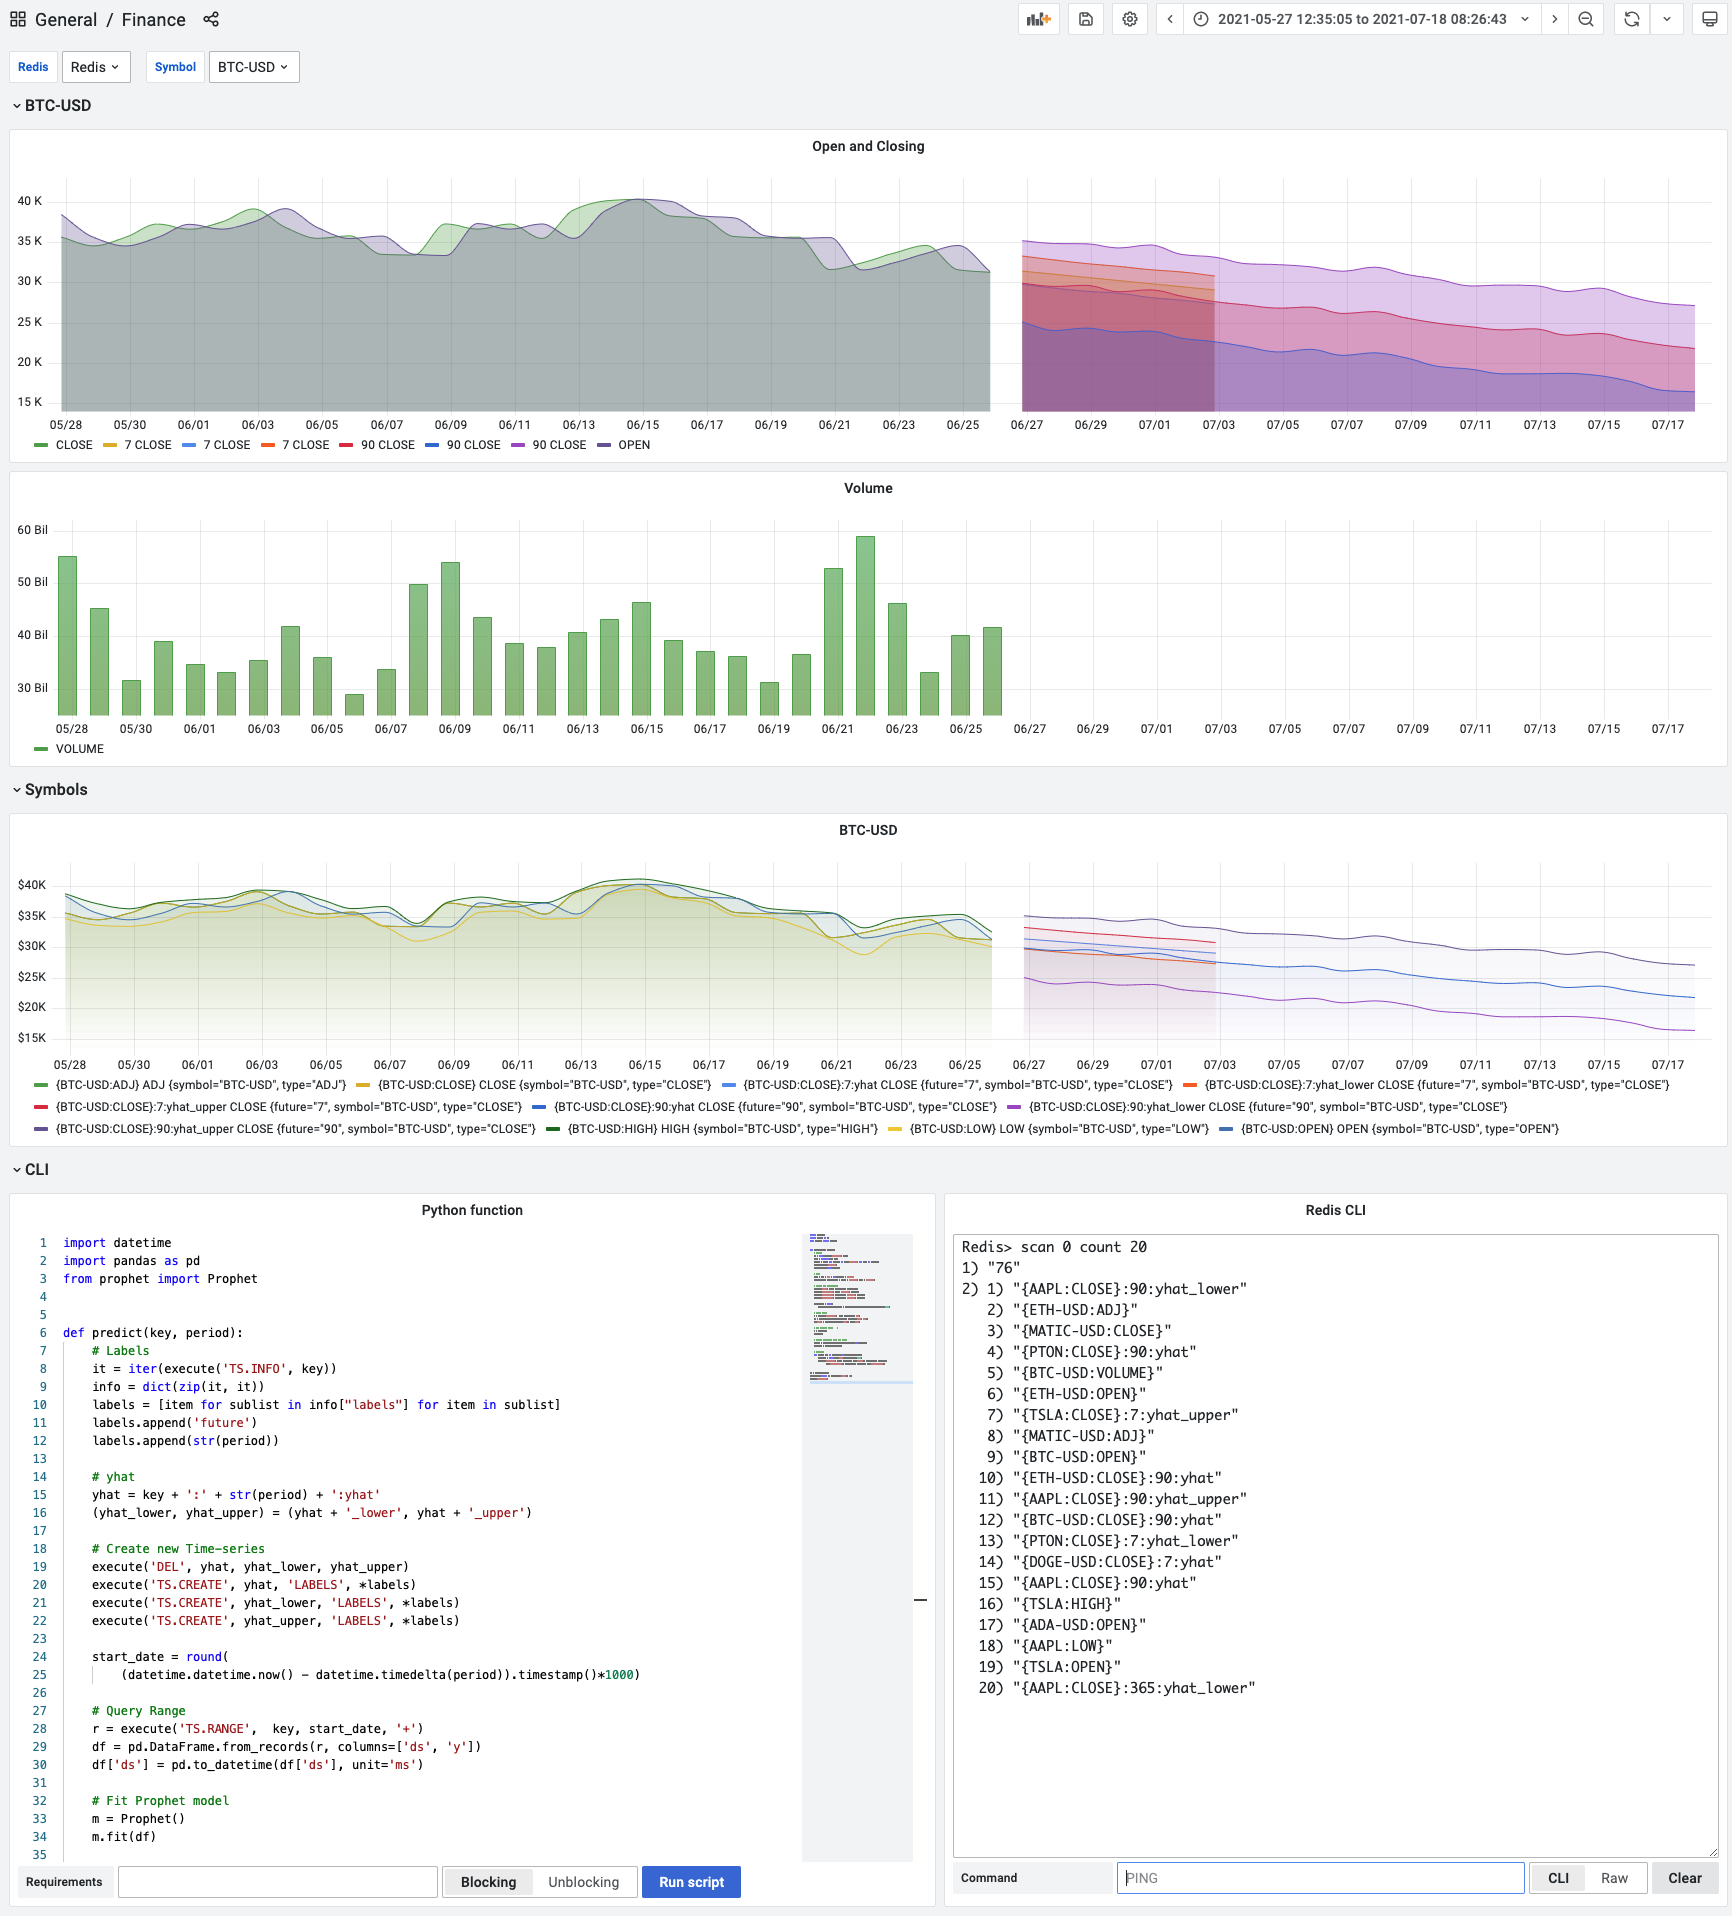 General / Finance
2021-05-27 12:35:05 to 2021-07-18 08:26:43
Redis Redis Symbol BTC-USD
BTC-USD
Open and Closing
40 K
35 K
30 K
25 K
20 K
15 K
05/28 05/30 06/01 06/03 06/05 06/07 06/09 06/11 06/13 06/15 06/17 06/19 06/21 06/23 06/25 06/27 06/29 07/01 07/03 07/05 07/07 07/09 07/11 07/13 07/15 07/17
CLOSE 7 CLOSE 7 CLOSE 7 CLOSE 90 CLOSE 90 CLOSE 90 CLOSE OPEN
Volume
60 Bil
50 Bil
40 Bil
30 Bil
05/28 05/30 06/01 06/03 06/05 06/07 06/09 06/11 06/13 06/15 06/17 06/19 06/21 06/23 06/25 06/27 06/29 07/01 07/03 07/05 07/07 07/09 07/11 07/13 07/15 07/17
VOLUME
Symbols
BTC-USD
$40K
$35K
$30K
$25K
$20K
$15K
05/28 05/30 06/01 06/03 06/05 06/07 06/09 06/11 06/13 06/15 06/17 06/19 06/21 06/23 06/25 06/27 06/29 07/01 07/03 07/05 07/07 07/09 07/11 07/13 07/15 07/17
{BTC-USD:ADJ} ADJ {symbol="BTC-USD", type="ADJ"} {BTC-USD:CLOSE} CLOSE {symbol="BTC-USD", type="CLOSE"} {BTC-USD:CLOSE}:7:yhat CLOSE {future="7", symbol="BTC-USD", type="CLOSE"} {BTC-USD:CLOSE}:7:yhat_lower CLOSE {future="7", symbol="BTC-USD", type="CLOSE"}
{BTC-USD:CLOSE}:7:yhat_upper CLOSE {future="7", symbol="BTC-USD", type="CLOSE"} {BTC-USD:CLOSE}:90:yhat CLOSE {future="90", symbol="BTC-USD", type="CLOSE"} {BTC-USD:CLOSE}:90:yhat_lower CLOSE {future="90", symbol="BTC-USD", type="CLOSE"}
{BTC-USD:CLOSE}:90:yhat_upper CLOSE {future="90", symbol="BTC-USD", type="CLOSE"} {BTC-USD:HIGH} HIGH {symbol="BTC-USD", type="HIGH"} {BTC-USD:LOW} LOW {symbol="BTC-USD", type="LOW"} {BTC-USD:OPEN} OPEN {symbol="BTC-USD", type="OPEN"}
CLI
Python function
1 import datetime
2 import pandas as pd
3 from prophet import Prophet
4
5
6 def predict(key, period):
7 # Labels
8 it = iter(execute('TS.INFO', key))
9 info = dict(zip(it, it))
10 labels = [item for sublist in info["labels"] for item in sublist]
11 labels.append('future')
12 labels.append(str(period))
13
14 # yhat
15 yhat = key + ':' + str(period) + ':yhat'
16 (yhat_lower, yhat_upper) = (yhat + '_lower', yhat + '_upper')
17
18 # Create new Time-series
19 execute('DEL', yhat, yhat_lower, yhat_upper)
20 execute('TS.CREATE', yhat, 'LABELS', *labels)
21 execute('TS.CREATE', yhat_lower, 'LABELS', *labels)
22 execute('TS.CREATE', yhat_upper, 'LABELS', *labels)
23
24 start_date = round(
25 (datetime.datetime.now() - datetime.timedelta(period)).timestamp()*1000)
26
27 # Query Range
28 r = execute('TS.RANGE', key, start_date, '+')
29 df = pd.DataFrame.from_records(r, columns=['ds', 'y'])
30 df['ds'] = pd.to_datetime(df['ds'], unit='ms')
31
32 # Fit Prophet model
33 m = Prophet()
34 m.fit(df)
35
Requirements Blocking Unblocking Run script
Redis CLI
Redis> scan 0 count 20
1) "76"
2) 1) "{AAPL:CLOSE}:90:yhat_lower"
2) "{ETH-USD:ADJ}"
3) "{MATIC-USD:CLOSE}"
4) "{PTON:CLOSE}:90:yhat"
5) "{BTC-USD:VOLUME}"
6) "{ETH-USD:OPEN}"
7) "{TSLA:CLOSE}:7:yhat_upper"
8) "{MATIC-USD:ADJ}"
9) "{BTC-USD:OPEN}"
10) "{ETH-USD:CLOSE}:90:yhat"
11) "{AAPL:CLOSE}:90:yhat_upper"
12) "{BTC-USD:CLOSE}:90:yhat"
13) "{PTON:CLOSE}:7:yhat_lower"
14) "{DOGE-USD:CLOSE}:7:yhat"
15) "{AAPL:CLOSE}:90:yhat"
16) "{TSLA:HIGH}"
17) "{ADA-USD:OPEN}"
18) "{AAPL:LOW}"
19) "{TSLA:OPEN}"
20) "{AAPL:CLOSE}:365:yhat_lower"
Command PING CLI Raw Clear